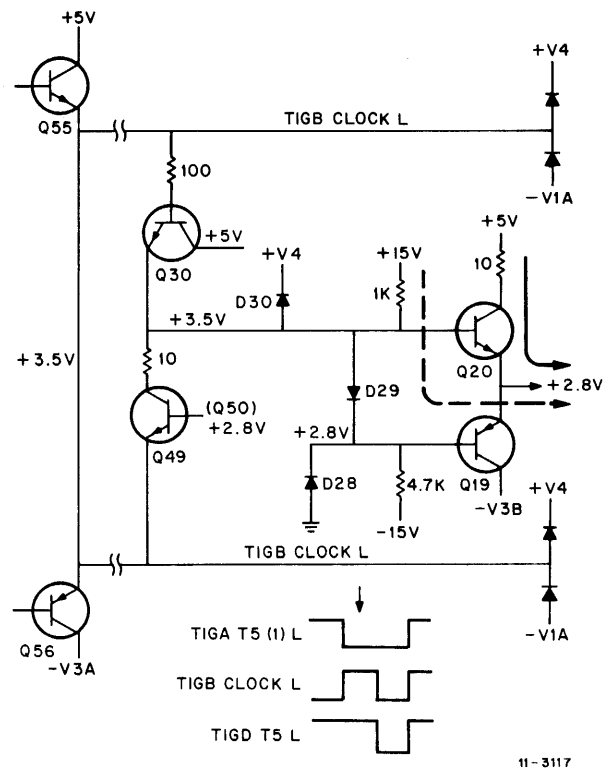 +5V
+V4
Q55
TIGB CLOCK L
100
-V1A
+5V
+5V
Q30
+V4
+15V
10
D30
1K
+3.5V
Q20
+3.5V
10
D29
+2.8V
(Q50)
+2.8V
+2.8V
Q49
Q19
D28
4.7K
-15V
-V3B
+V4
TIGB CLOCK L
Q56
-V3A
-V1A
TIGA T5 (1) L
TIGB CLOCK L
TIGD T5 L
11-3117